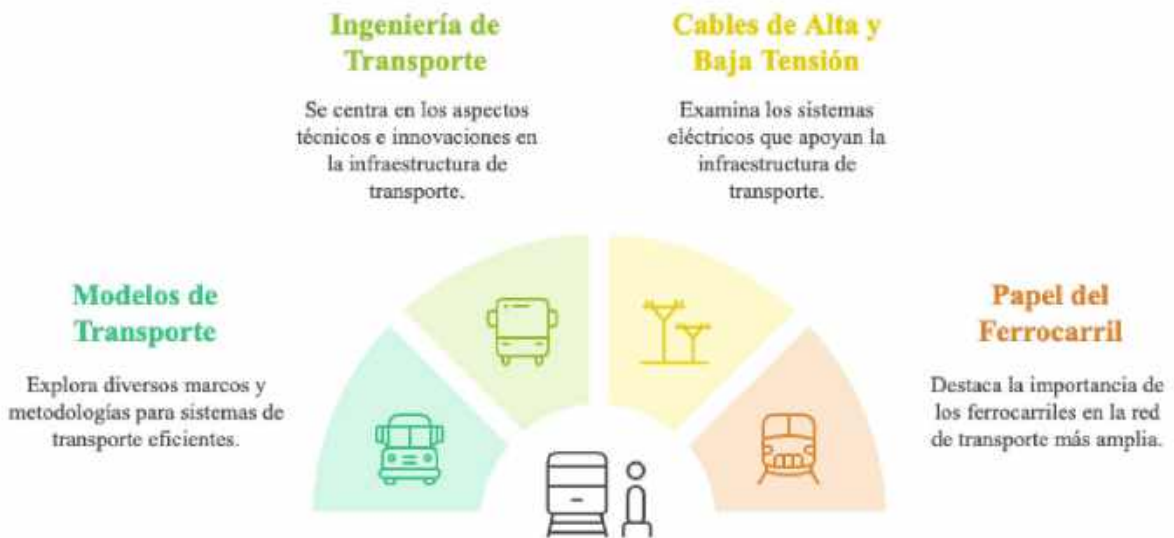 Ingeniería de
Transporte
Se centra en los aspectos
técnicos e innovaciones en
la infraestructura de
transporte.
Cables de Alta y
Baja Tensión
Examina los sistemas
eléctricos que apoyan la
infraestructura de
transporte.
Modelos de
Transporte
Explora diversos marcos y
metodologías para sistemas de
transporte eficientes.
Papel del
Ferrocarril
Destaca la importancia de
los ferrocarriles en la red
de transporte más amplia.